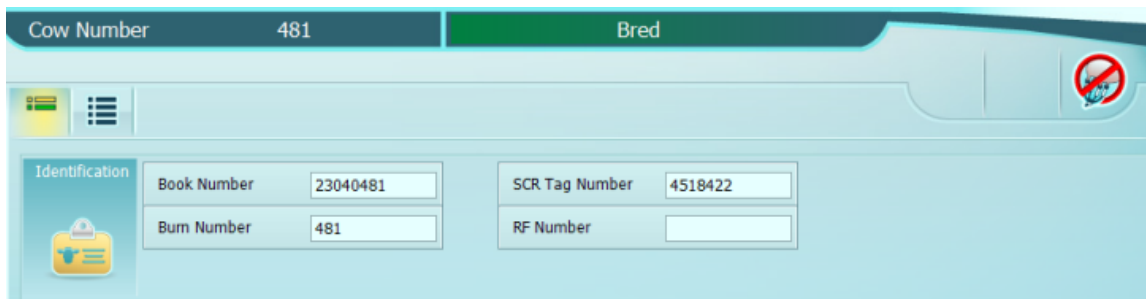 Cow Number 481 Bred
Identification
Book Number 23040481 SCR Tag Number 4518422
Burn Number 481 RF Number